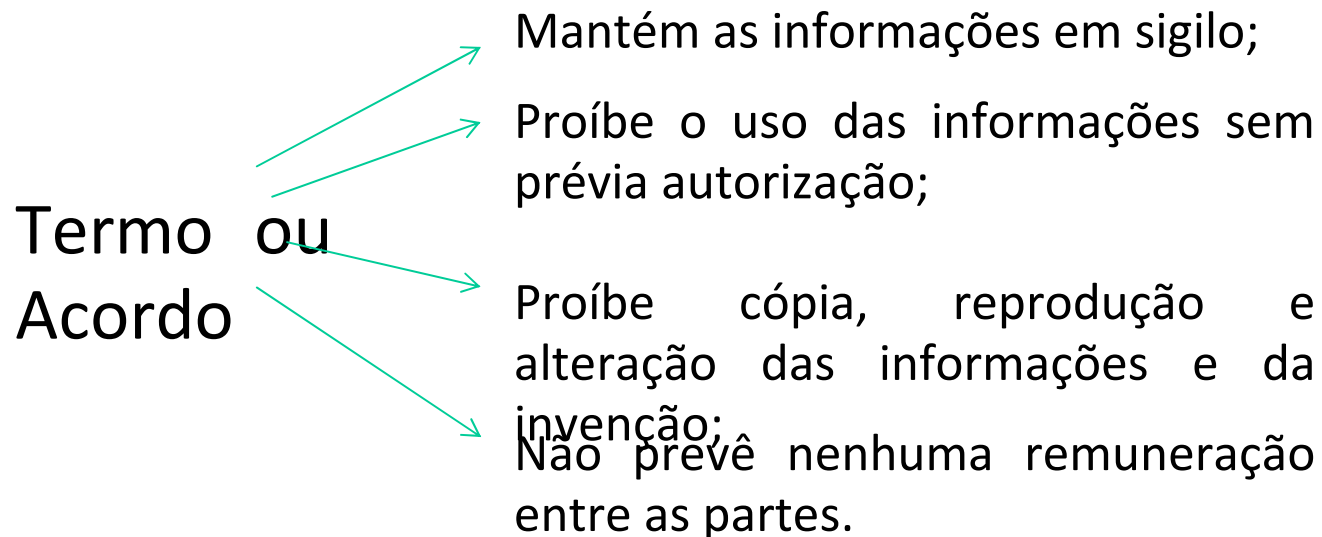 Termo ou
Acordo
Mantém as informações em sigilo;
Proíbe o uso das informações sem
prévia autorização;
Proíbe cópia, reprodução e
alteração das informações e da
invenção;
Não prevê nenhuma remuneração
entre as partes.